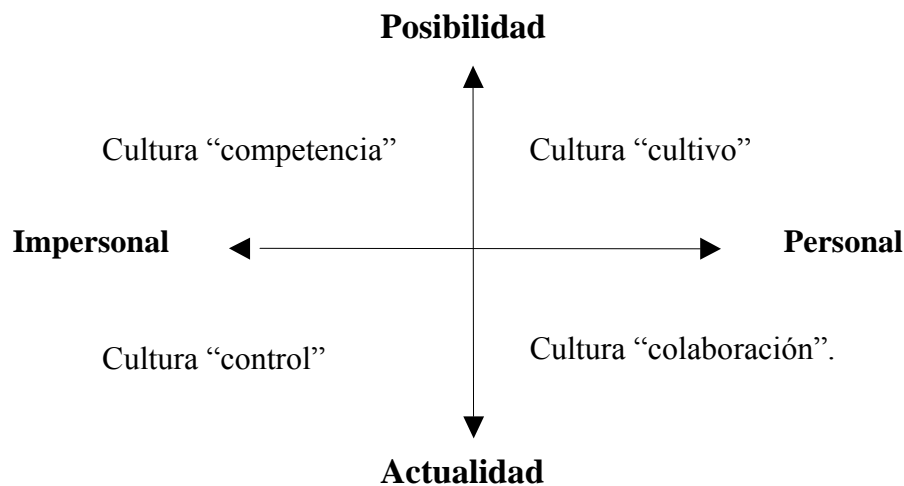 Posibilidad
Cultura “competencia”
Cultura “cultivo”
Impersonal
Personal
Cultura “control”
Cultura “colaboración”.
Actualidad